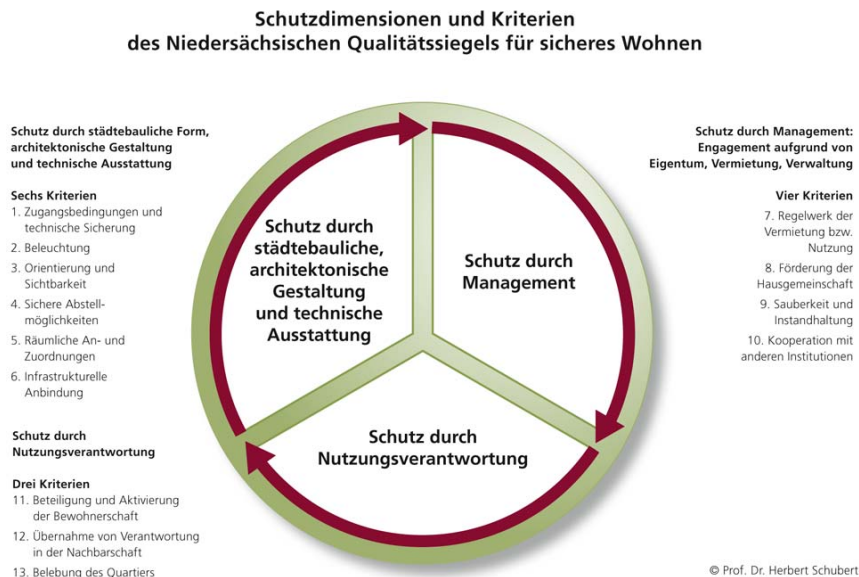 Schutzdimensionen und Kriterien
des Niedersächsischen Qualitätssiegels für sicheres Wohnen
Schutz durch städtebauliche Form,
architektonische Gestaltung
und technische Ausstattung
Sechs Kriterien
1. Zugangsbedingungen und
technische Sicherung
2. Beleuchtung
3. Orientierung und
Sichtbarkeit
4. Sichere Abstell-
möglichkeiten
5. Räumliche An- und
Zuordnungen
6. Infrastrukturelle
Anbindung
Schutz durch
Nutzungsverantwortung
Drei Kriterien
11. Beteiligung und Aktivierung
der Bewohnerschaft
12. Übernahme von Verantwortung
in der Nachbarschaft
13. Belebung des Quartiers
Schutz durch
städtebauliche,
architektonische
Gestaltung
und technische
Ausstattung
Schutz durch
Management
Schutz durch
Nutzungsverantwortung
Schutz durch Management:
Engagement aufgrund von
Eigentum, Vermietung, Verwaltung
Vier Kriterien
7. Regelwerk der
Vermietung bzw.
Nutzung
8. Förderung der
Hausgemeinschaft
9. Sauberkeit und
Instandhaltung
10. Kooperation mit
anderen Institutionen
© Prof. Dr. Herbert Schubert